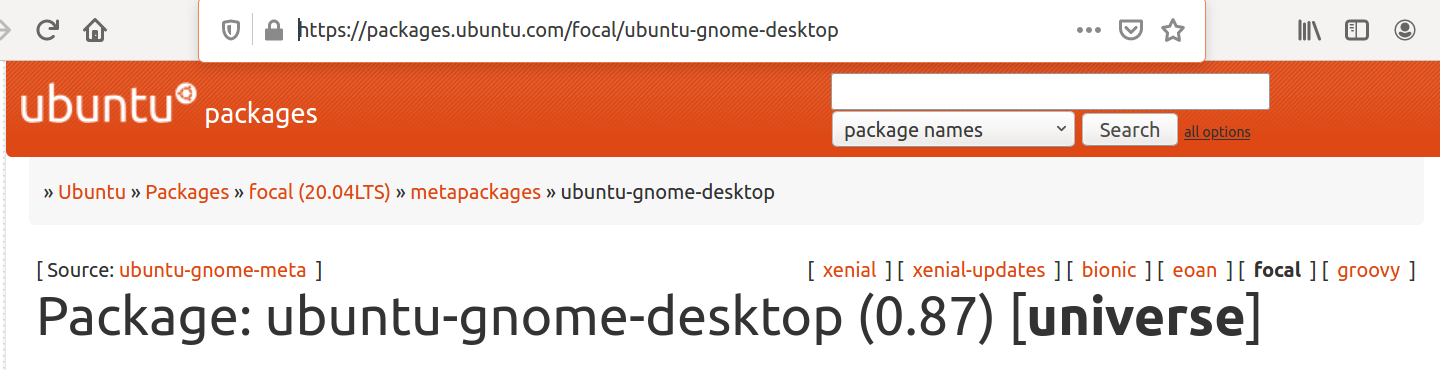 https://packages.ubuntu.com/focal/ubuntu-gnome-desktop
ubuntu packages
package names Search all options
» Ubuntu » Packages » focal (20.04LTS) » metapackages » ubuntu-gnome-desktop
[ Source: ubuntu-gnome-meta ] [ xenial ] [ xenial-updates ] [ bionic ] [ eoan ] [ focal ] [ groovy ]
Package: ubuntu-gnome-desktop (0.87) [universe]